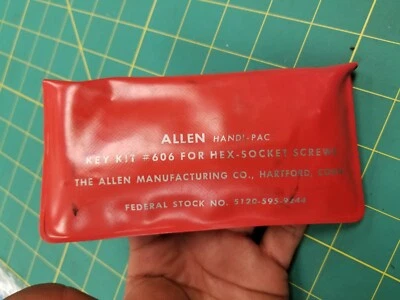 ALLEN HANDI-PAC
KEY KIT #606 FOR HEX-SOCKET SCREWS
THE ALLEN MANUFACTURING CO., HARTFORD,
FEDERAL STOCK NO. 5120-595-9244